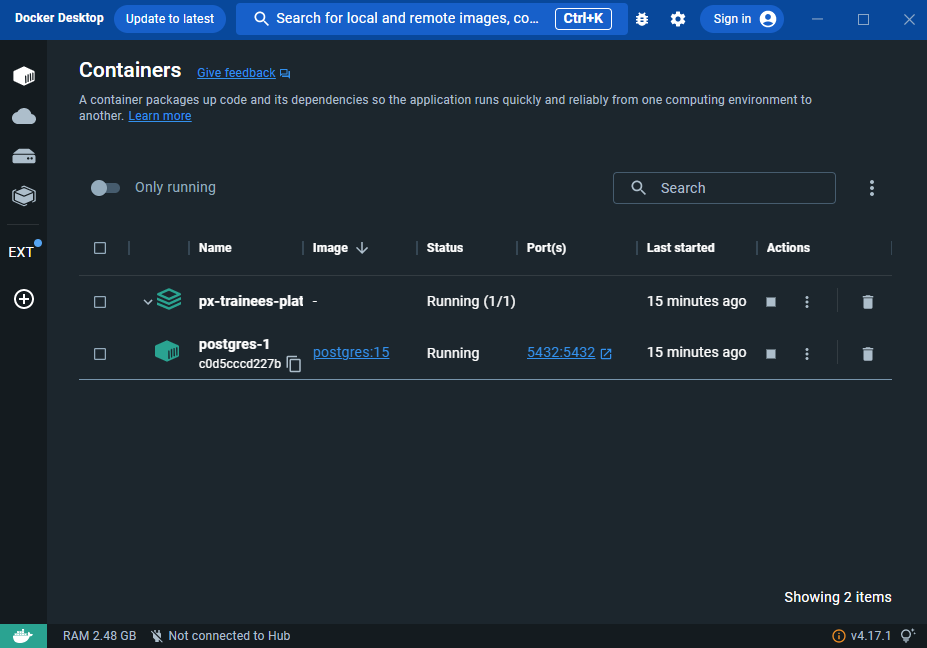 Docker Desktop
Update to latest
Search for local and remote images, co...
Ctrl+K
Sign in
Containers
Give feedback
A container packages up code and its dependencies so the application runs quickly and reliably from one computing environment to
another. Learn more
Only running
Search
EXT
Name Image Status Port(s) Last started Actions
px-trainees-plat - Running (1/1) 15 minutes ago
postgres-1
c0d5cccd227b
postgres:15 Running 5432:5432 15 minutes ago
Showing 2 items
RAM 2.48 GB Not connected to Hub v4.17.1